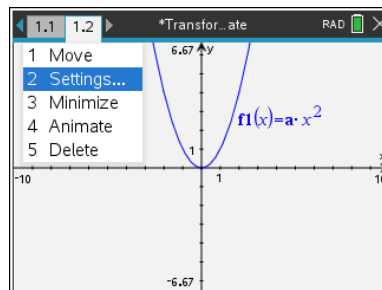 1.1 1.2 *Transfor...ate RAD
1 Move
2 Settings...
3 Minimize
4 Animate
5 Delete
6.67 y
f1(x)=a·x²
1
-10 1 10
-6.67